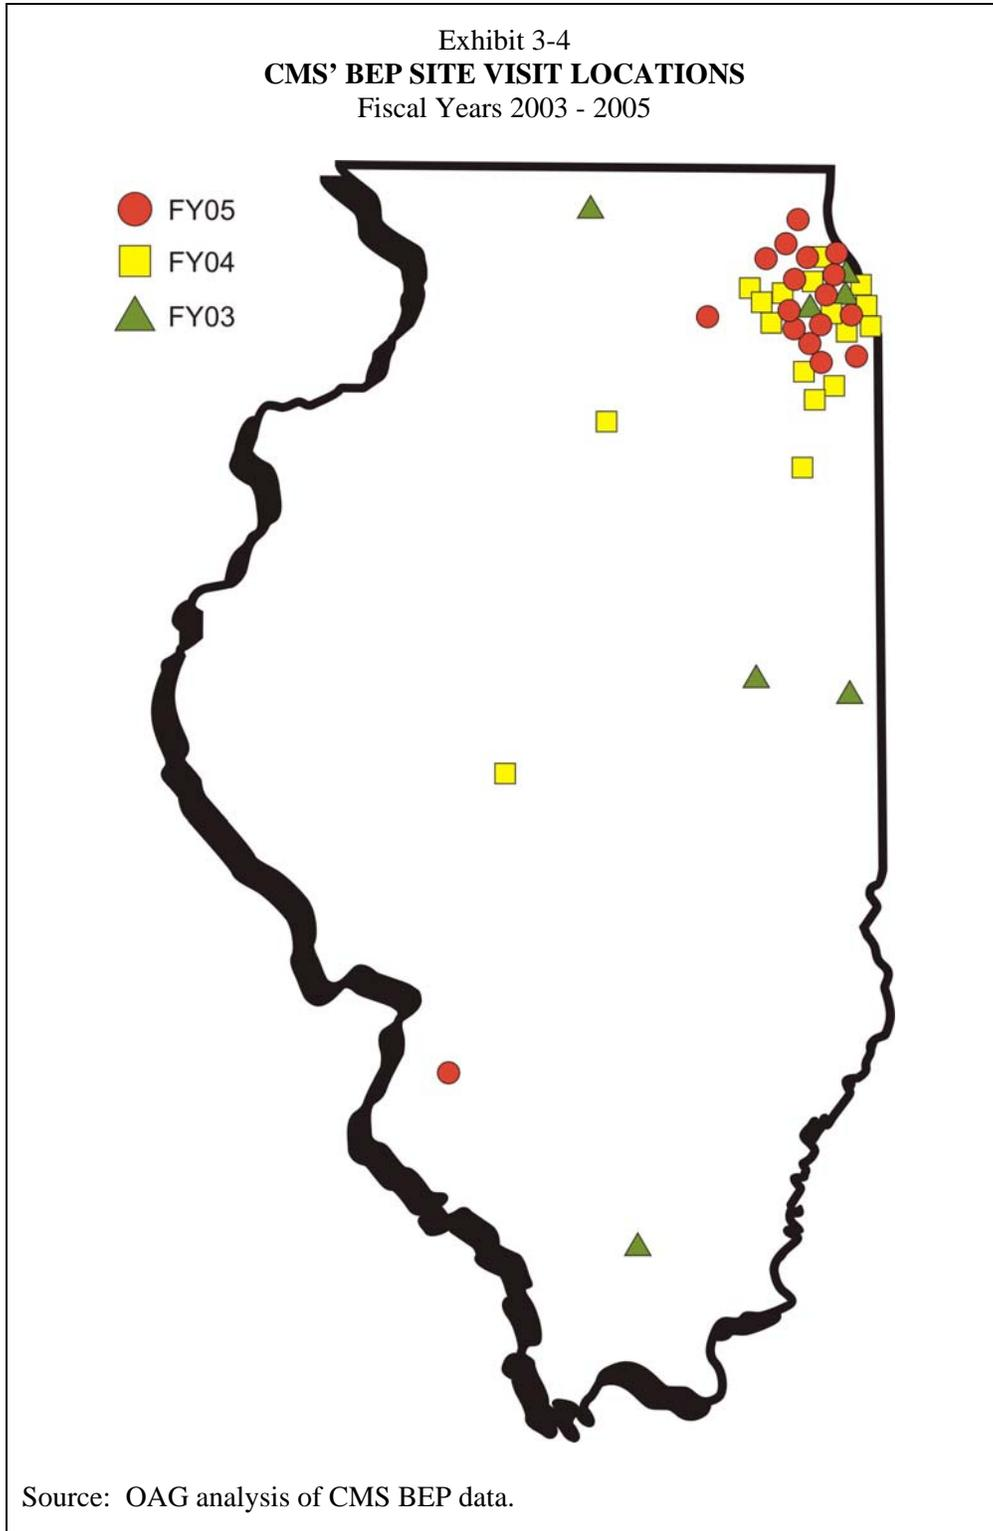 Exhibit 3-4
CMS’ BEP SITE VISIT LOCATIONS
Fiscal Years 2003 - 2005
FY05
FY04
FY03
Source: OAG analysis of CMS BEP data.